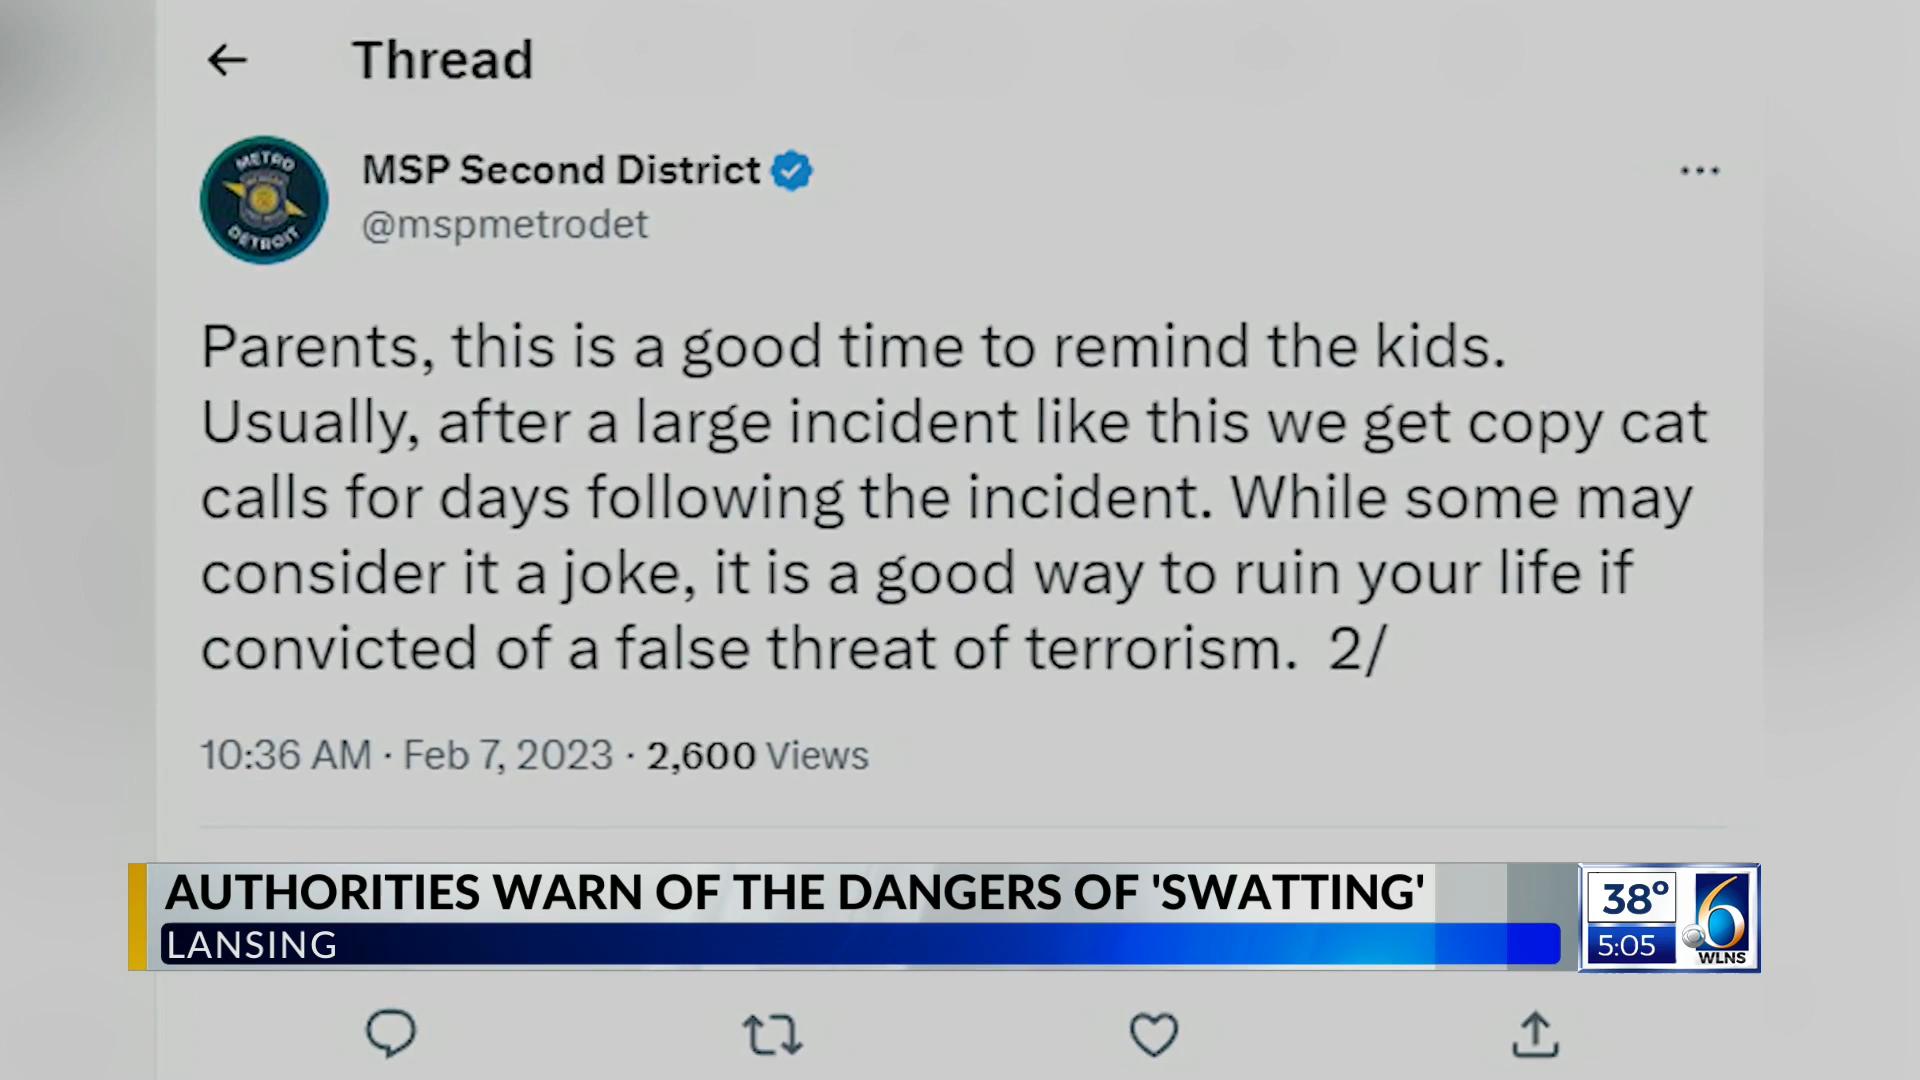 Thread
METRO
DETROIT
MSP Second District
@mspmetrodet
Parents, this is a good time to remind the kids.
Usually, after a large incident like this we get copy cat
calls for days following the incident. While some may
consider it a joke, it is a good way to ruin your life if
convicted of a false threat of terrorism.  2/
10:36 AM · Feb 7, 2023 · 2,600 Views
AUTHORITIES WARN OF THE DANGERS OF 'SWATTING'
LANSING
38°
5:05
6
WLNS